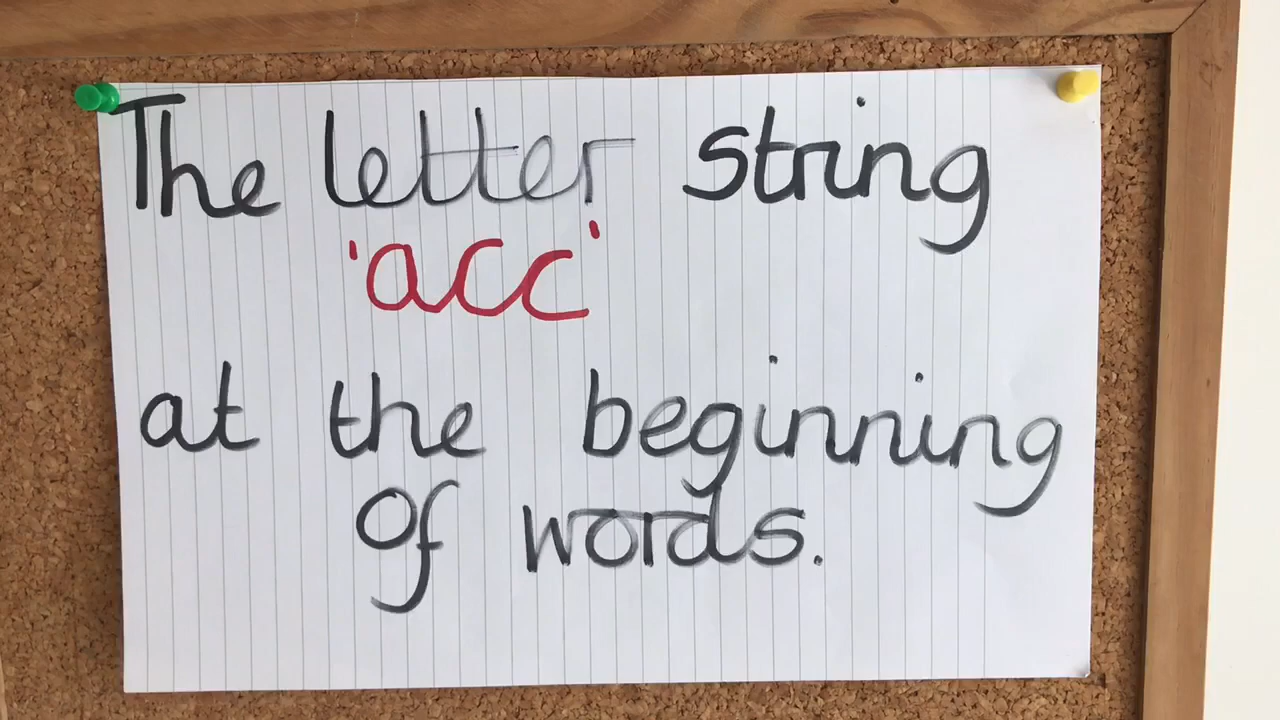 The letter string
'acc'
at the beginning
of words.